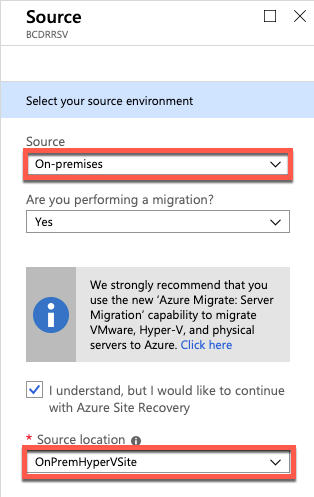 Source
BCDRRSV
Select your source environment
Source
On-premises
Are you performing a migration?
Yes
We strongly recommend that you
use the new ‘Azure Migrate: Server
Migration’ capability to migrate
VMware, Hyper-V, and physical
servers to Azure. Click here
I understand, but I would like to continue
with Azure Site Recovery
* Source location
OnPremHyperVSite